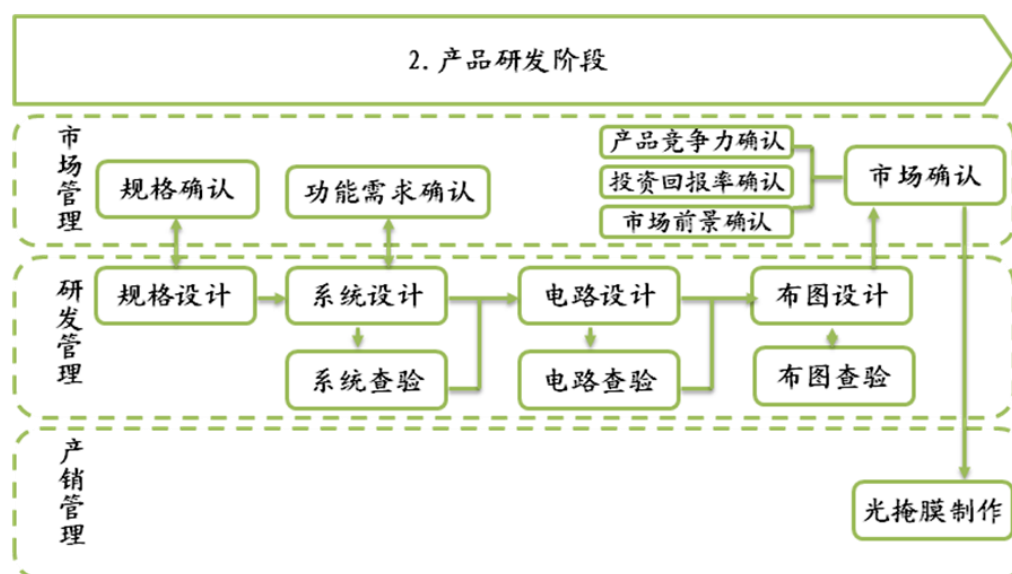 2. 产品研发阶段
市场管理
规格确认
功能需求确认
产品竞争力确认
投资回报率确认
市场前景确认
市场确认
研发管理
规格设计
系统设计
电路设计
布图设计
系统查验
电路查验
布图查验
产销管理
光掩膜制作